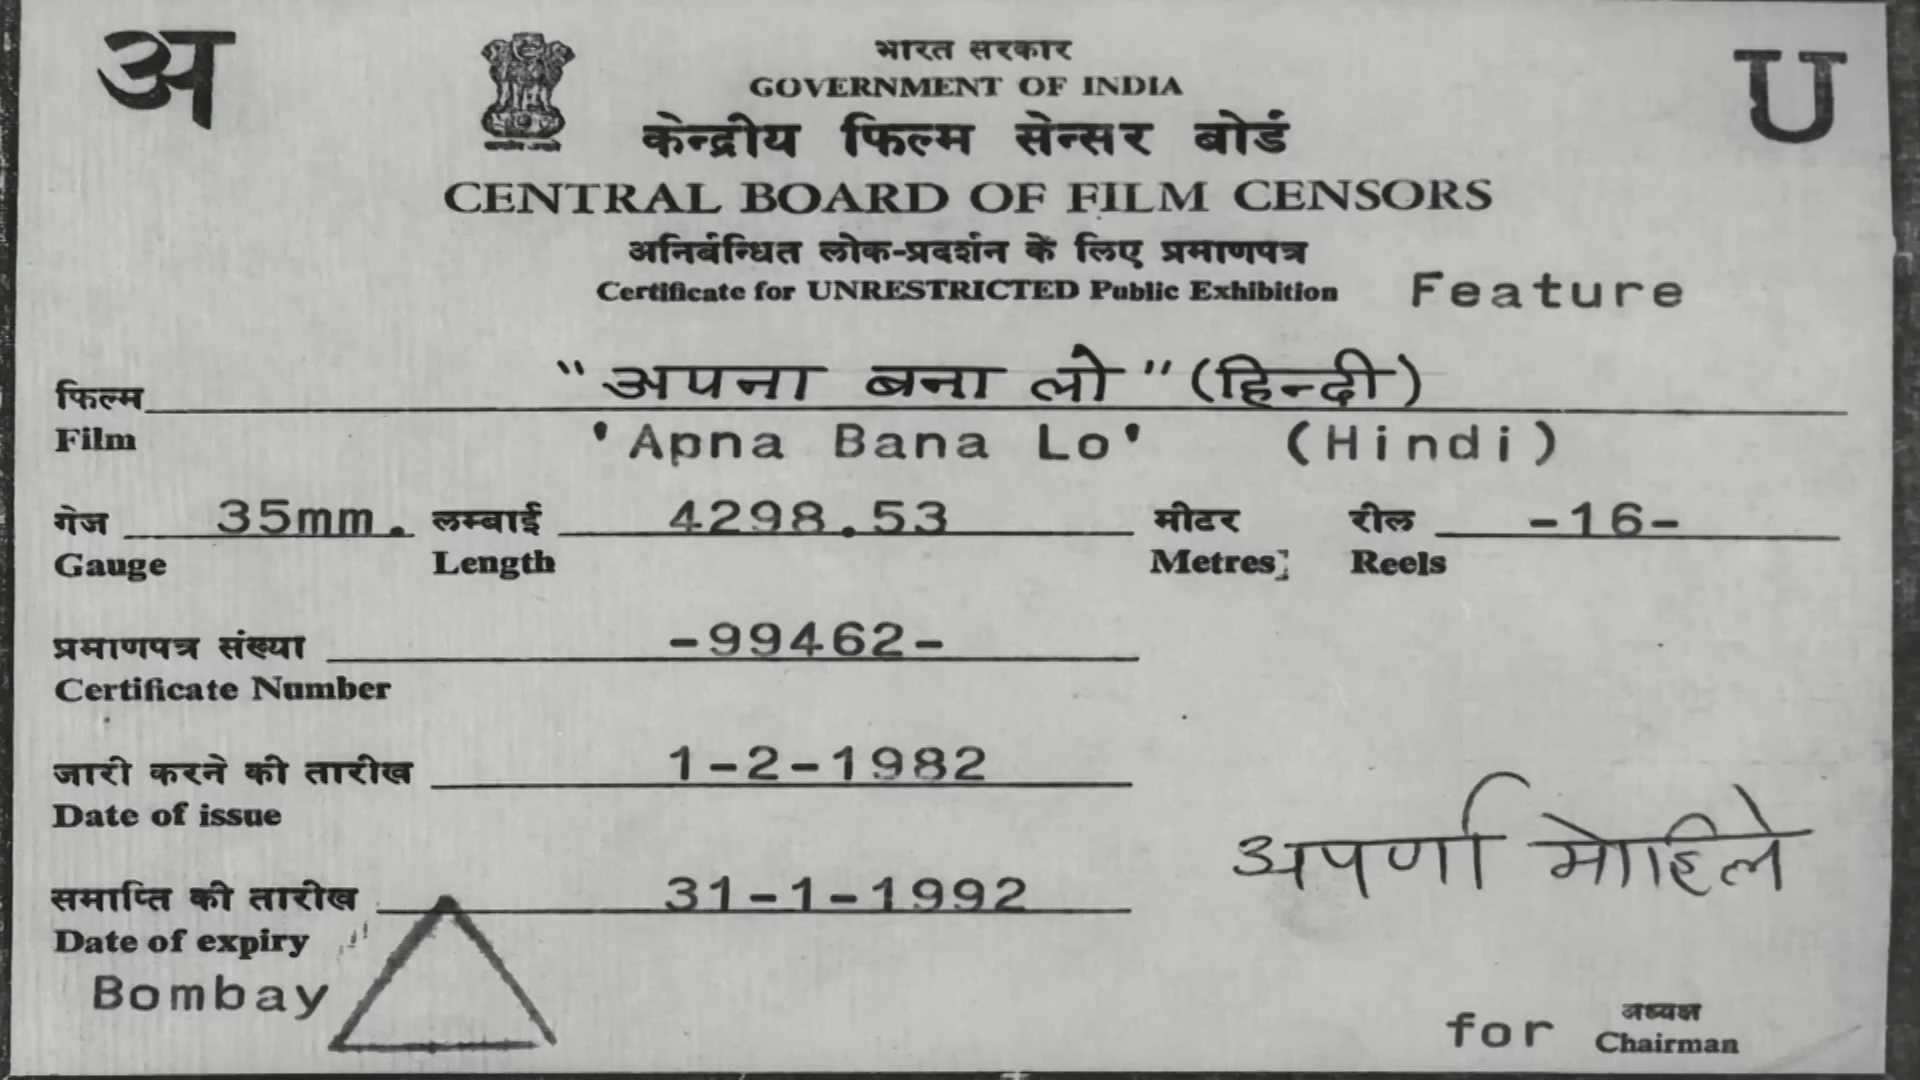 अ
U
भारत सरकार
GOVERNMENT OF INDIA
केन्द्रीय फिल्म सेन्सर बोर्ड
CENTRAL BOARD OF FILM CENSORS
अनिर्बन्धित लोक-प्रदर्शन के लिए प्रमाणपत्र
Certificate for UNRESTRICTED Public Exhibition Feature
फिल्म "अपना बना लो" (हिन्दी)
Film 'Apna Bana Lo' (Hindi)
गेज 35mm. लम्बाई 4298.53 मीटर रील -16-
Gauge Length Metres; Reels
प्रमाणपत्र संख्या -99462-
Certificate Number
जारी करने की तारीख 1-2-1982
Date of issue
अपर्णा मोहिले
समाप्ति की तारीख 31-1-1992
Date of expiry
Bombay
for अध्यक्ष
Chairman